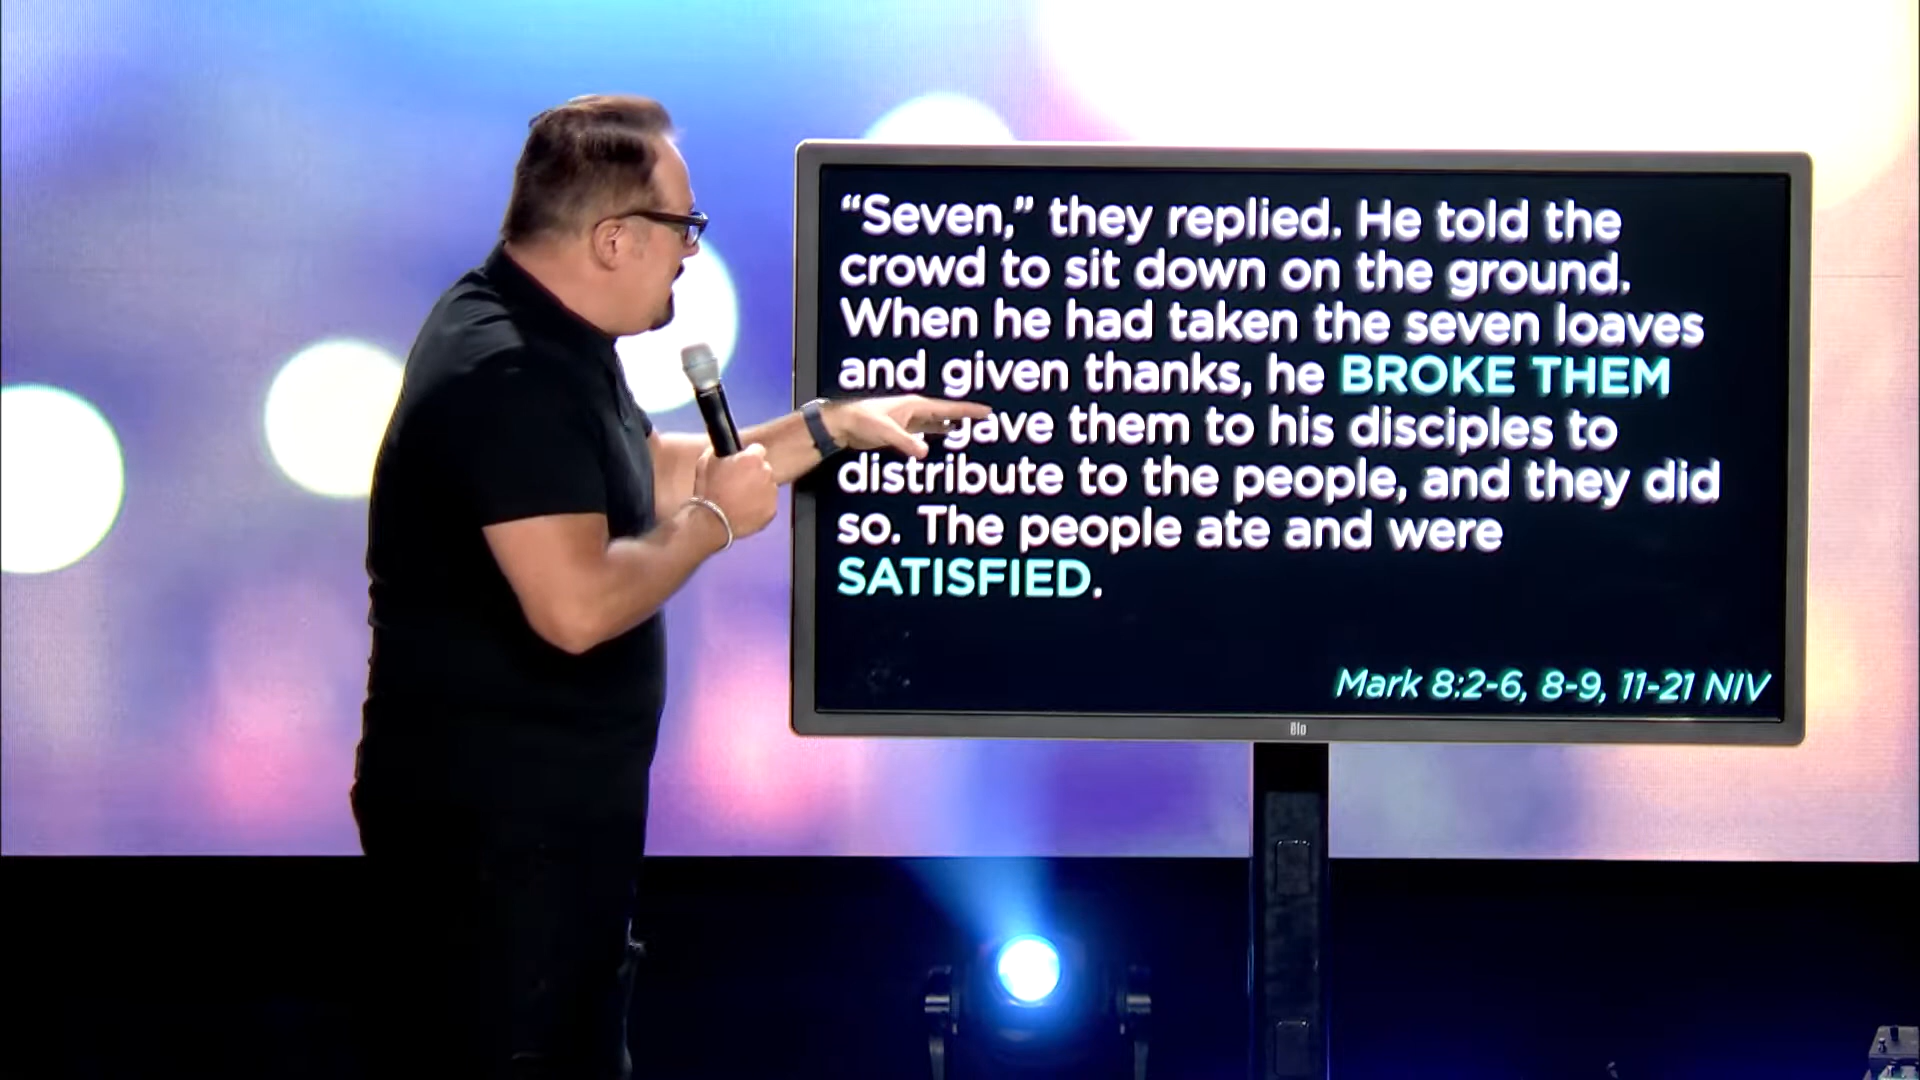 “Seven,” they replied. He told the
crowd to sit down on the ground.
When he had taken the seven loaves
and given thanks, he BROKE THEM
gave them to his disciples to
distribute to the people, and they did
so. The people ate and were
SATISFIED.
Mark 8:2-6, 8-9, 11-21 NIV
elo